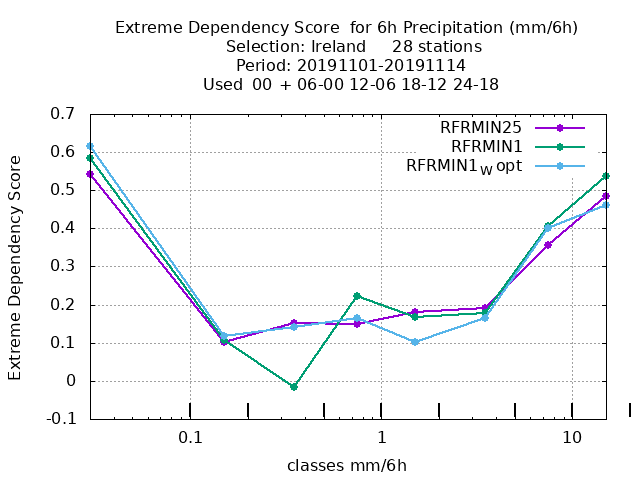 Extreme Dependency Score  for 6h Precipitation (mm/6h)
Selection: Ireland     28 stations
Period: 20191101-20191114
Used  00  + 06-00 12-06 18-12 24-18
RFRMIN25
RFRMIN1
RFRMIN1W opt
Extreme Dependency Score
0.7
0.6
0.5
0.4
0.3
0.2
0.1
0
-0.1
0.1 1 10
classes mm/6h